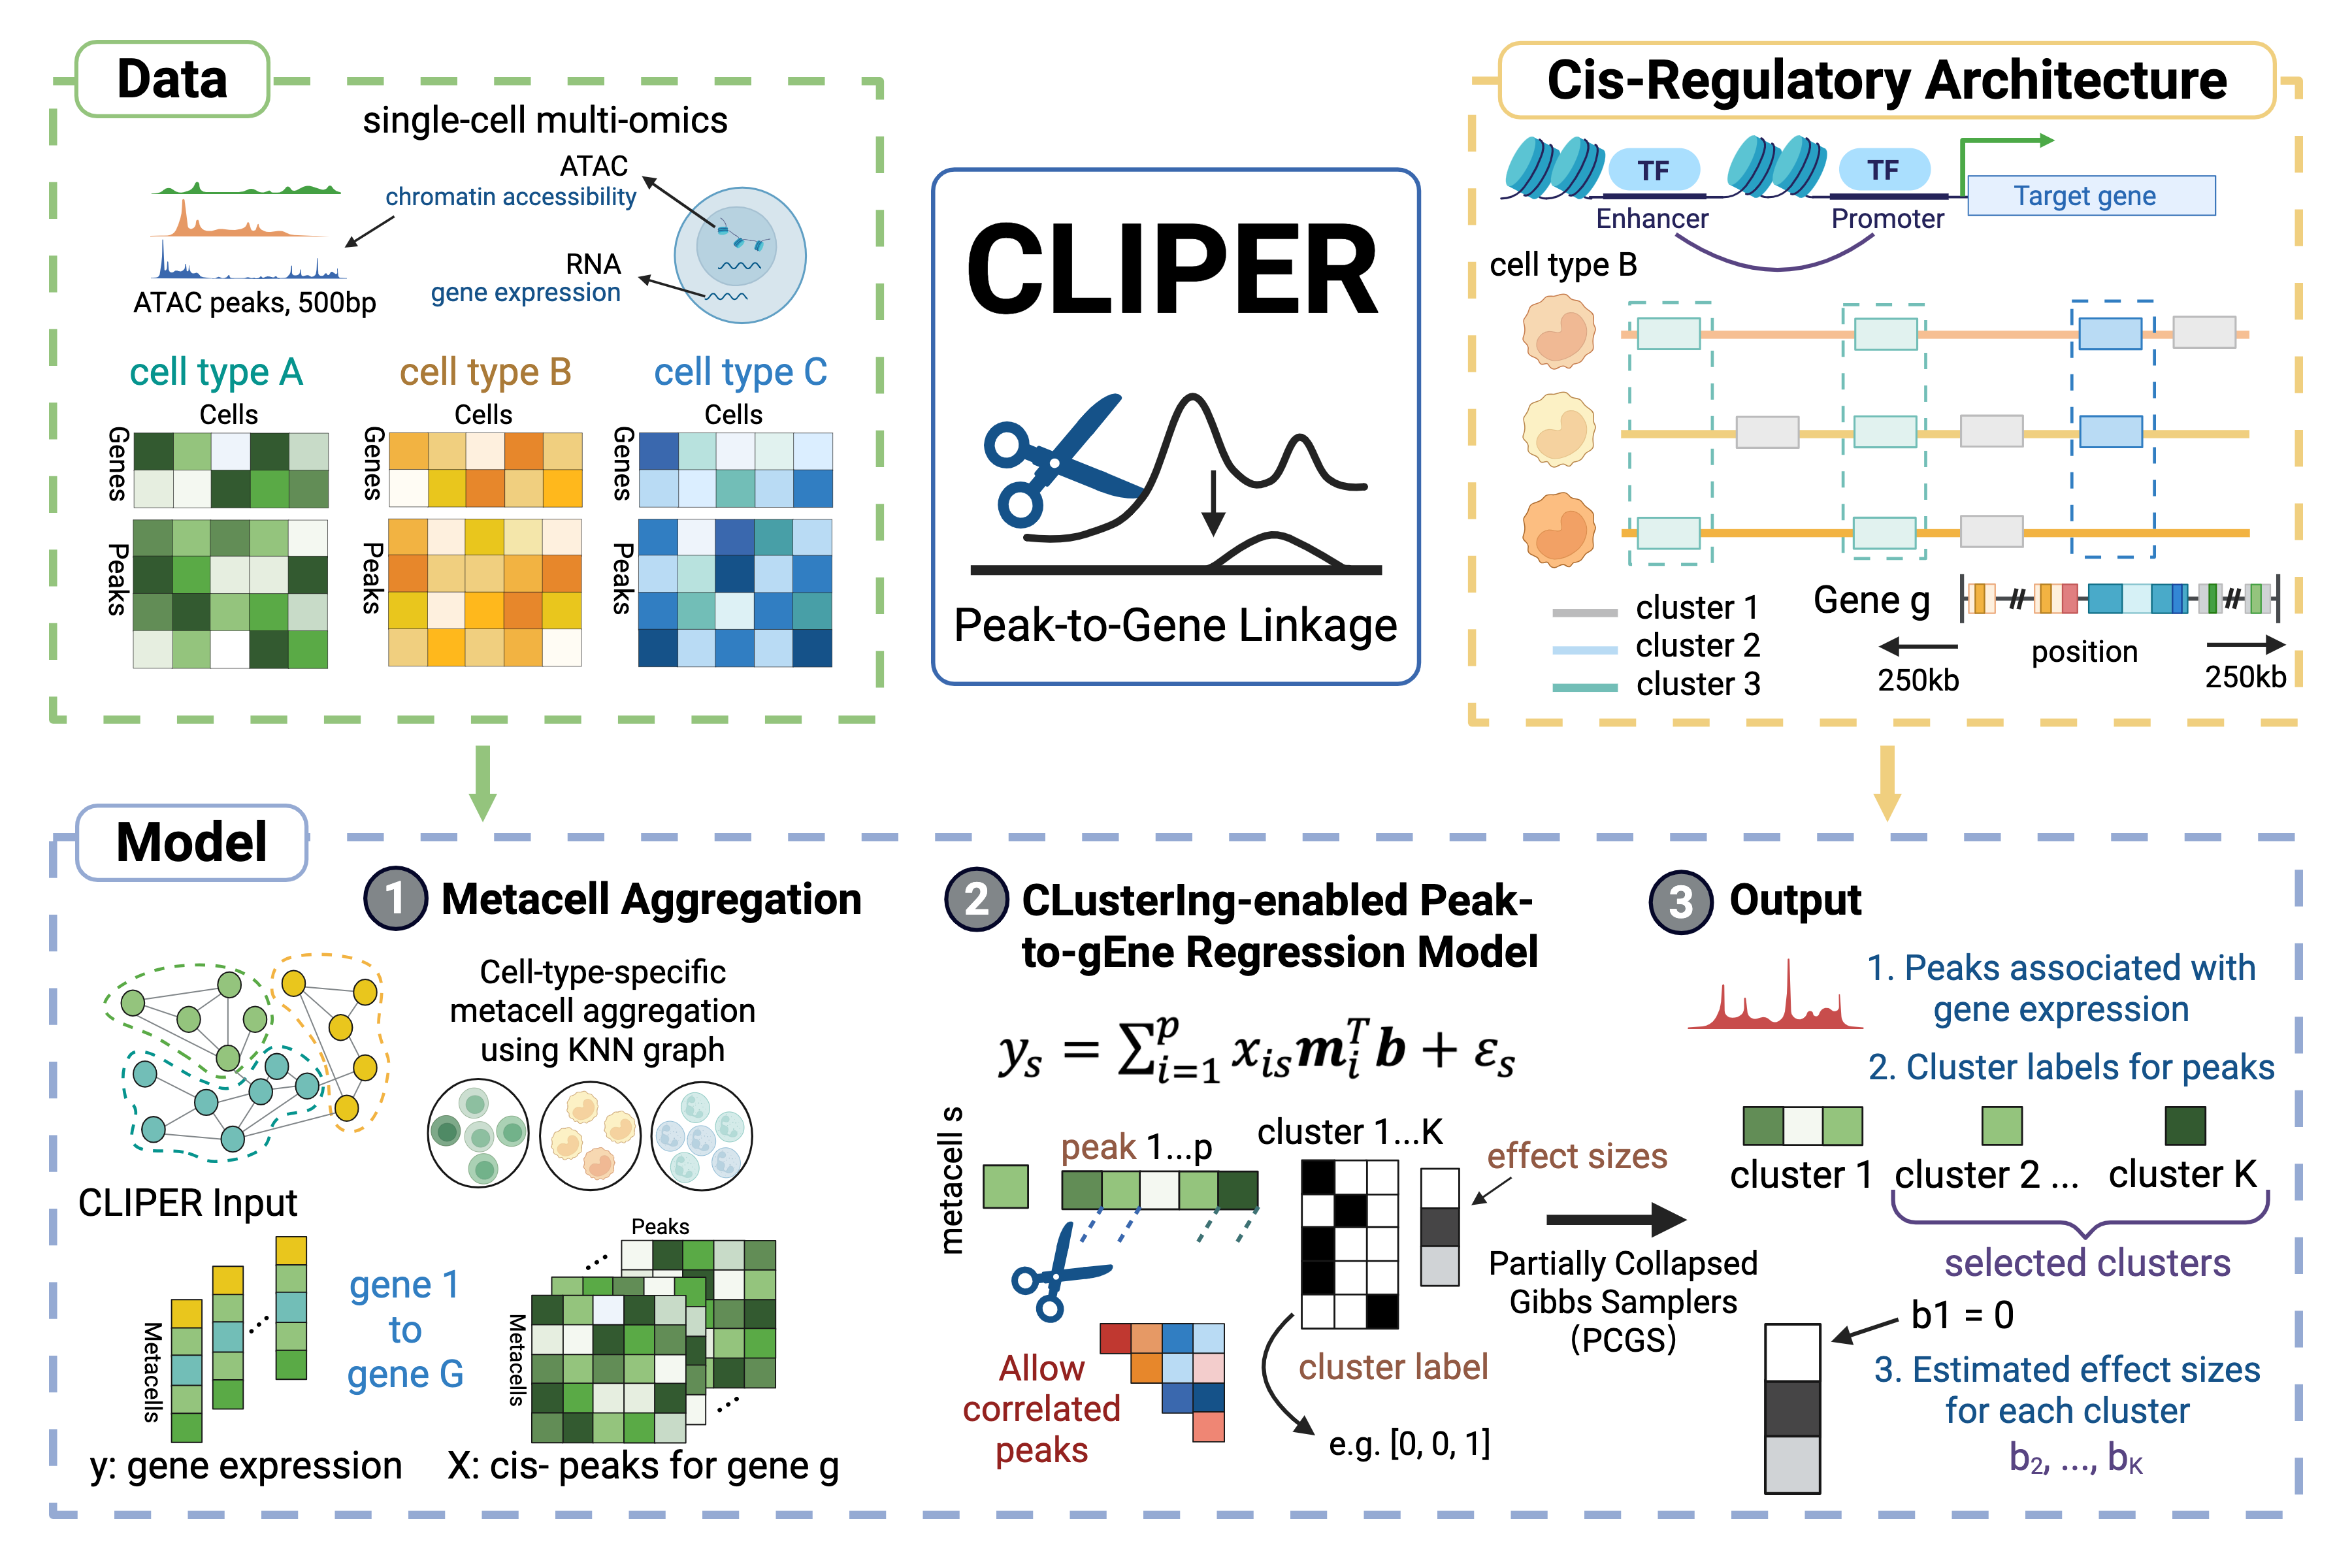 Data
single-cell multi-omics
ATAC
chromatin accessibility
RNA
gene expression
ATAC peaks, 500bp
cell type A
cell type B
cell type C
Cells
Cells
Cells
Genes
Genes
Genes
Peaks
Peaks
Peaks
CLIPER
Peak-to-Gene Linkage
Cis-Regulatory Architecture
TF
TF
Target gene
Enhancer
Promoter
cell type B
cluster 1
cluster 2
cluster 3
Gene g
position
250kb
250kb
Model
1 Metacell Aggregation
Cell-type-specific
metacell aggregation
using KNN graph
CLIPER Input
Metacells
gene 1
to
gene G
Peaks
Metacells
y: gene expression
X: cis- peaks for gene g
2 CLusterIng-enabled Peak-
to-gEne Regression Model
y_s = ∑_{i=1}^{p} x_{is} m_i^T b + ε_s
metacell s
peak 1...p
cluster 1...K
effect sizes
Allow
correlated
peaks
cluster label
e.g. [0, 0, 1]
Partially Collapsed
Gibbs Samplers
(PCGS)
3 Output
1. Peaks associated with
gene expression
2. Cluster labels for peaks
cluster 1
cluster 2 ...
cluster K
selected clusters
b1 = 0
3. Estimated effect sizes
for each cluster
b₂, ..., b_K